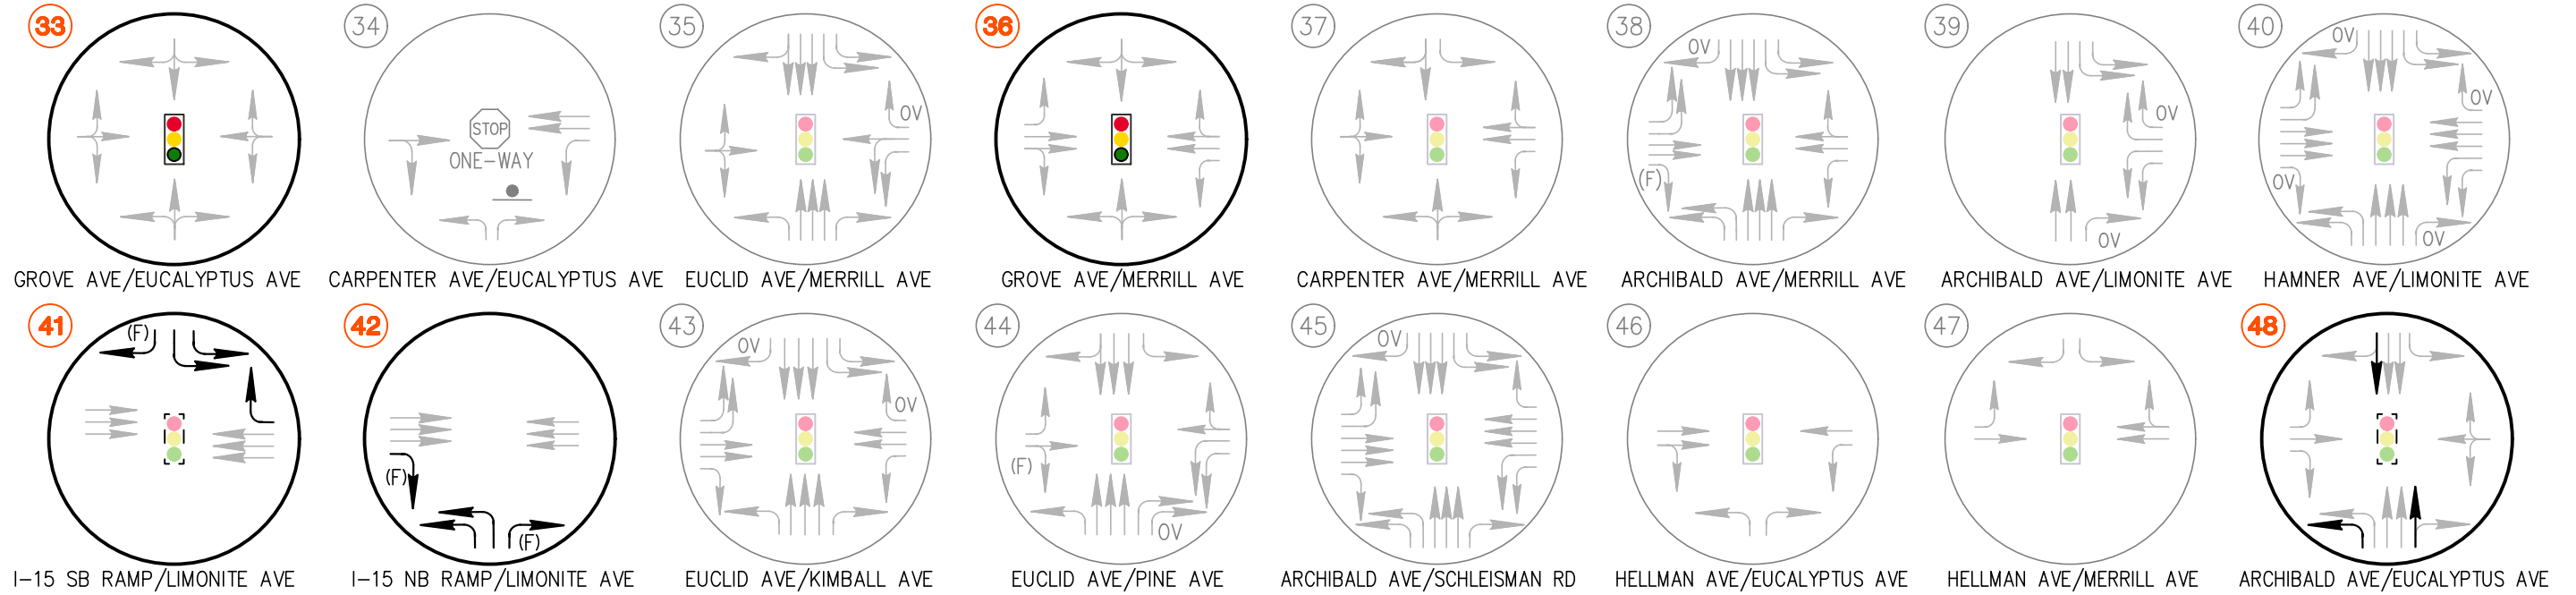 33 34 35 36 37 38 39 40
OV OV
OV OV OV
STOP
ONE-WAY
(F) OV
OV OV
GROVE AVE/EUCALYPTUS AVE CARPENTER AVE/EUCALYPTUS AVE EUCLID AVE/MERRILL AVE GROVE AVE/MERRILL AVE CARPENTER AVE/MERRILL AVE ARCHIBALD AVE/MERRILL AVE ARCHIBALD AVE/LIMONITE AVE HAMNER AVE/LIMONITE AVE
41 42 43 44 45 46 47 48
(F) OV OV
OV
(F) (F)
(F) OV
I-15 SB RAMP/LIMONITE AVE I-15 NB RAMP/LIMONITE AVE EUCLID AVE/KIMBALL AVE EUCLID AVE/PINE AVE ARCHIBALD AVE/SCHLEISMAN RD HELLMAN AVE/EUCALYPTUS AVE HELLMAN AVE/MERRILL AVE ARCHIBALD AVE/EUCALYPTUS AVE